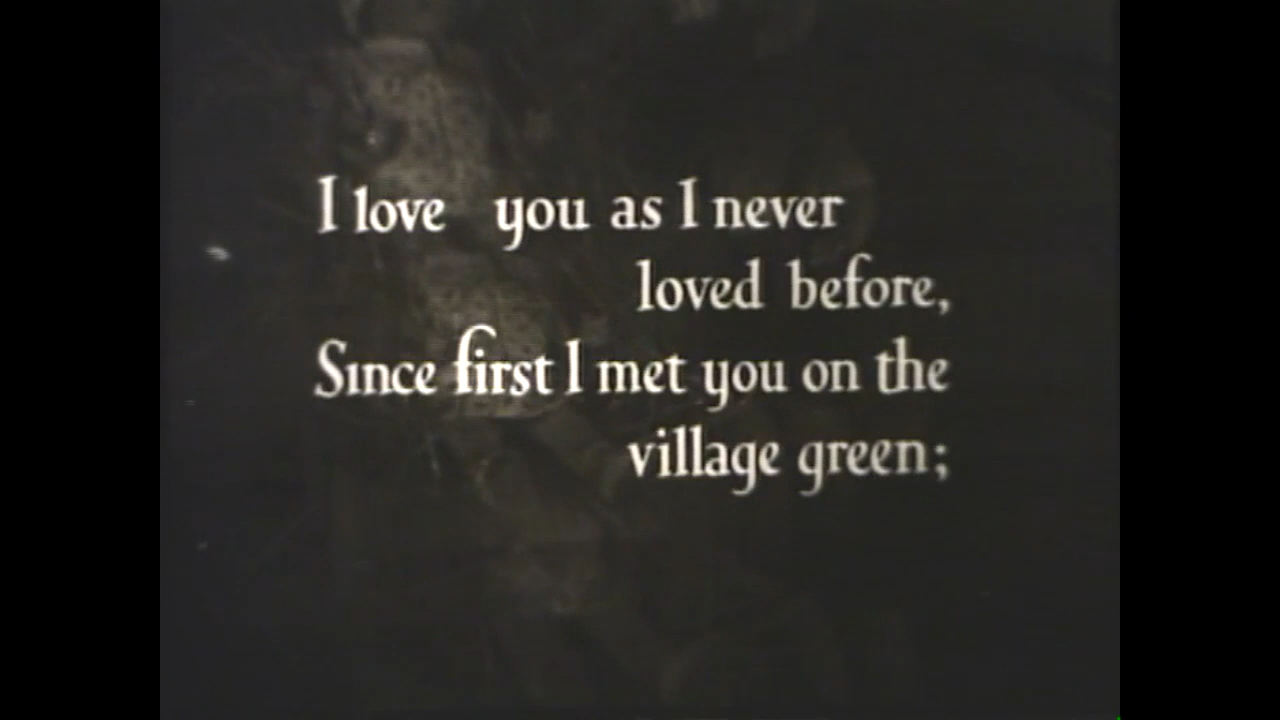 I love you as I never
loved before,
Since first I met you on the
village green;